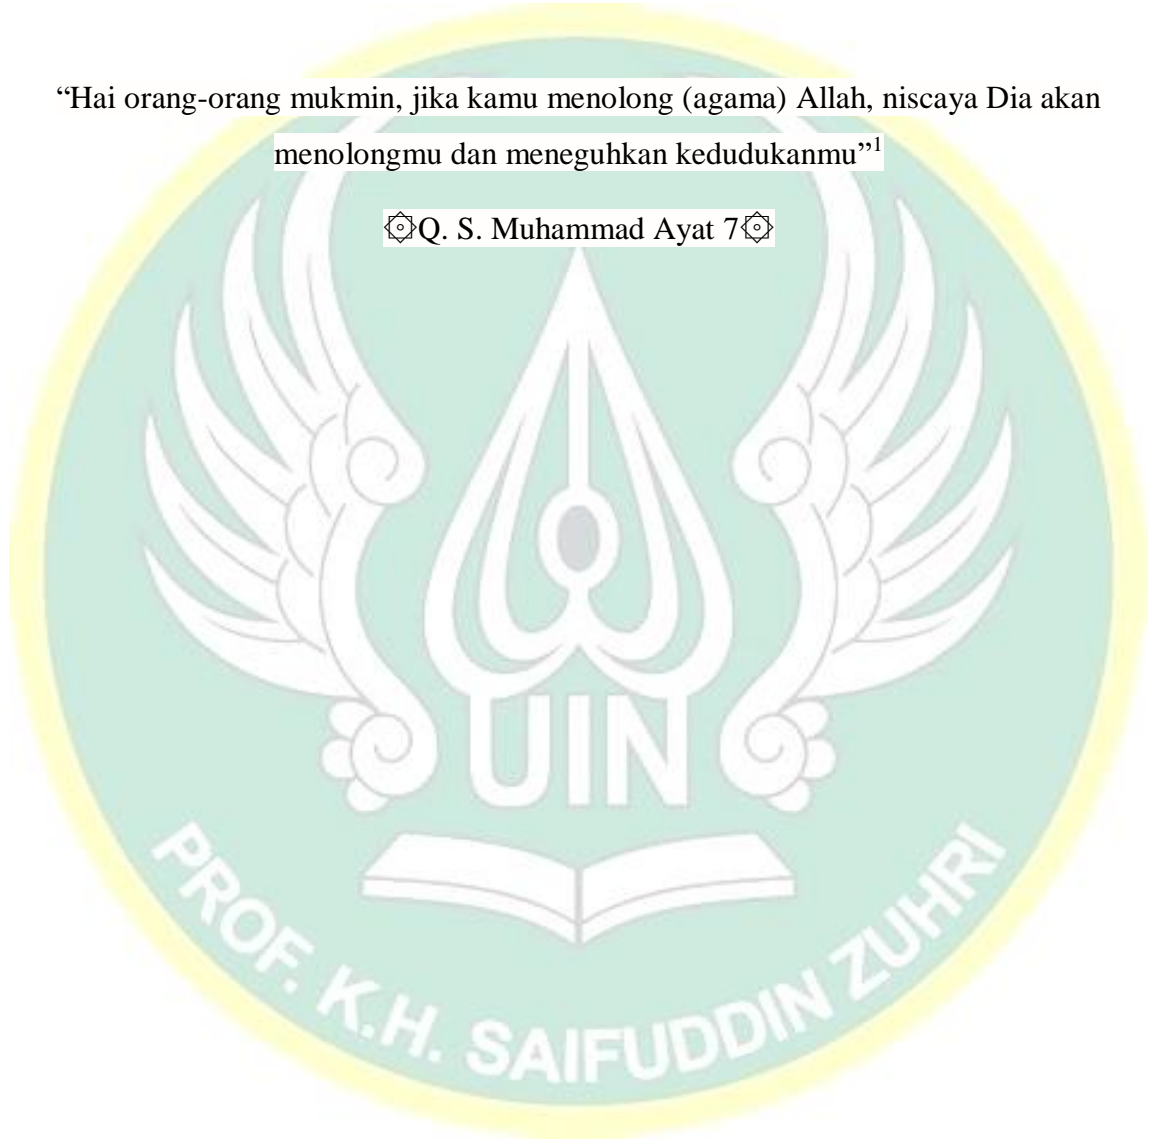 “Hai orang-orang mukmin, jika kamu menolong (agama) Allah, niscaya Dia akan
menolongmu dan meneguhkan kedudukanmu”¹
۞Q. S. Muhammad Ayat 7۞
UIN
PROF. K.H. SAIFUDDIN ZUHRI